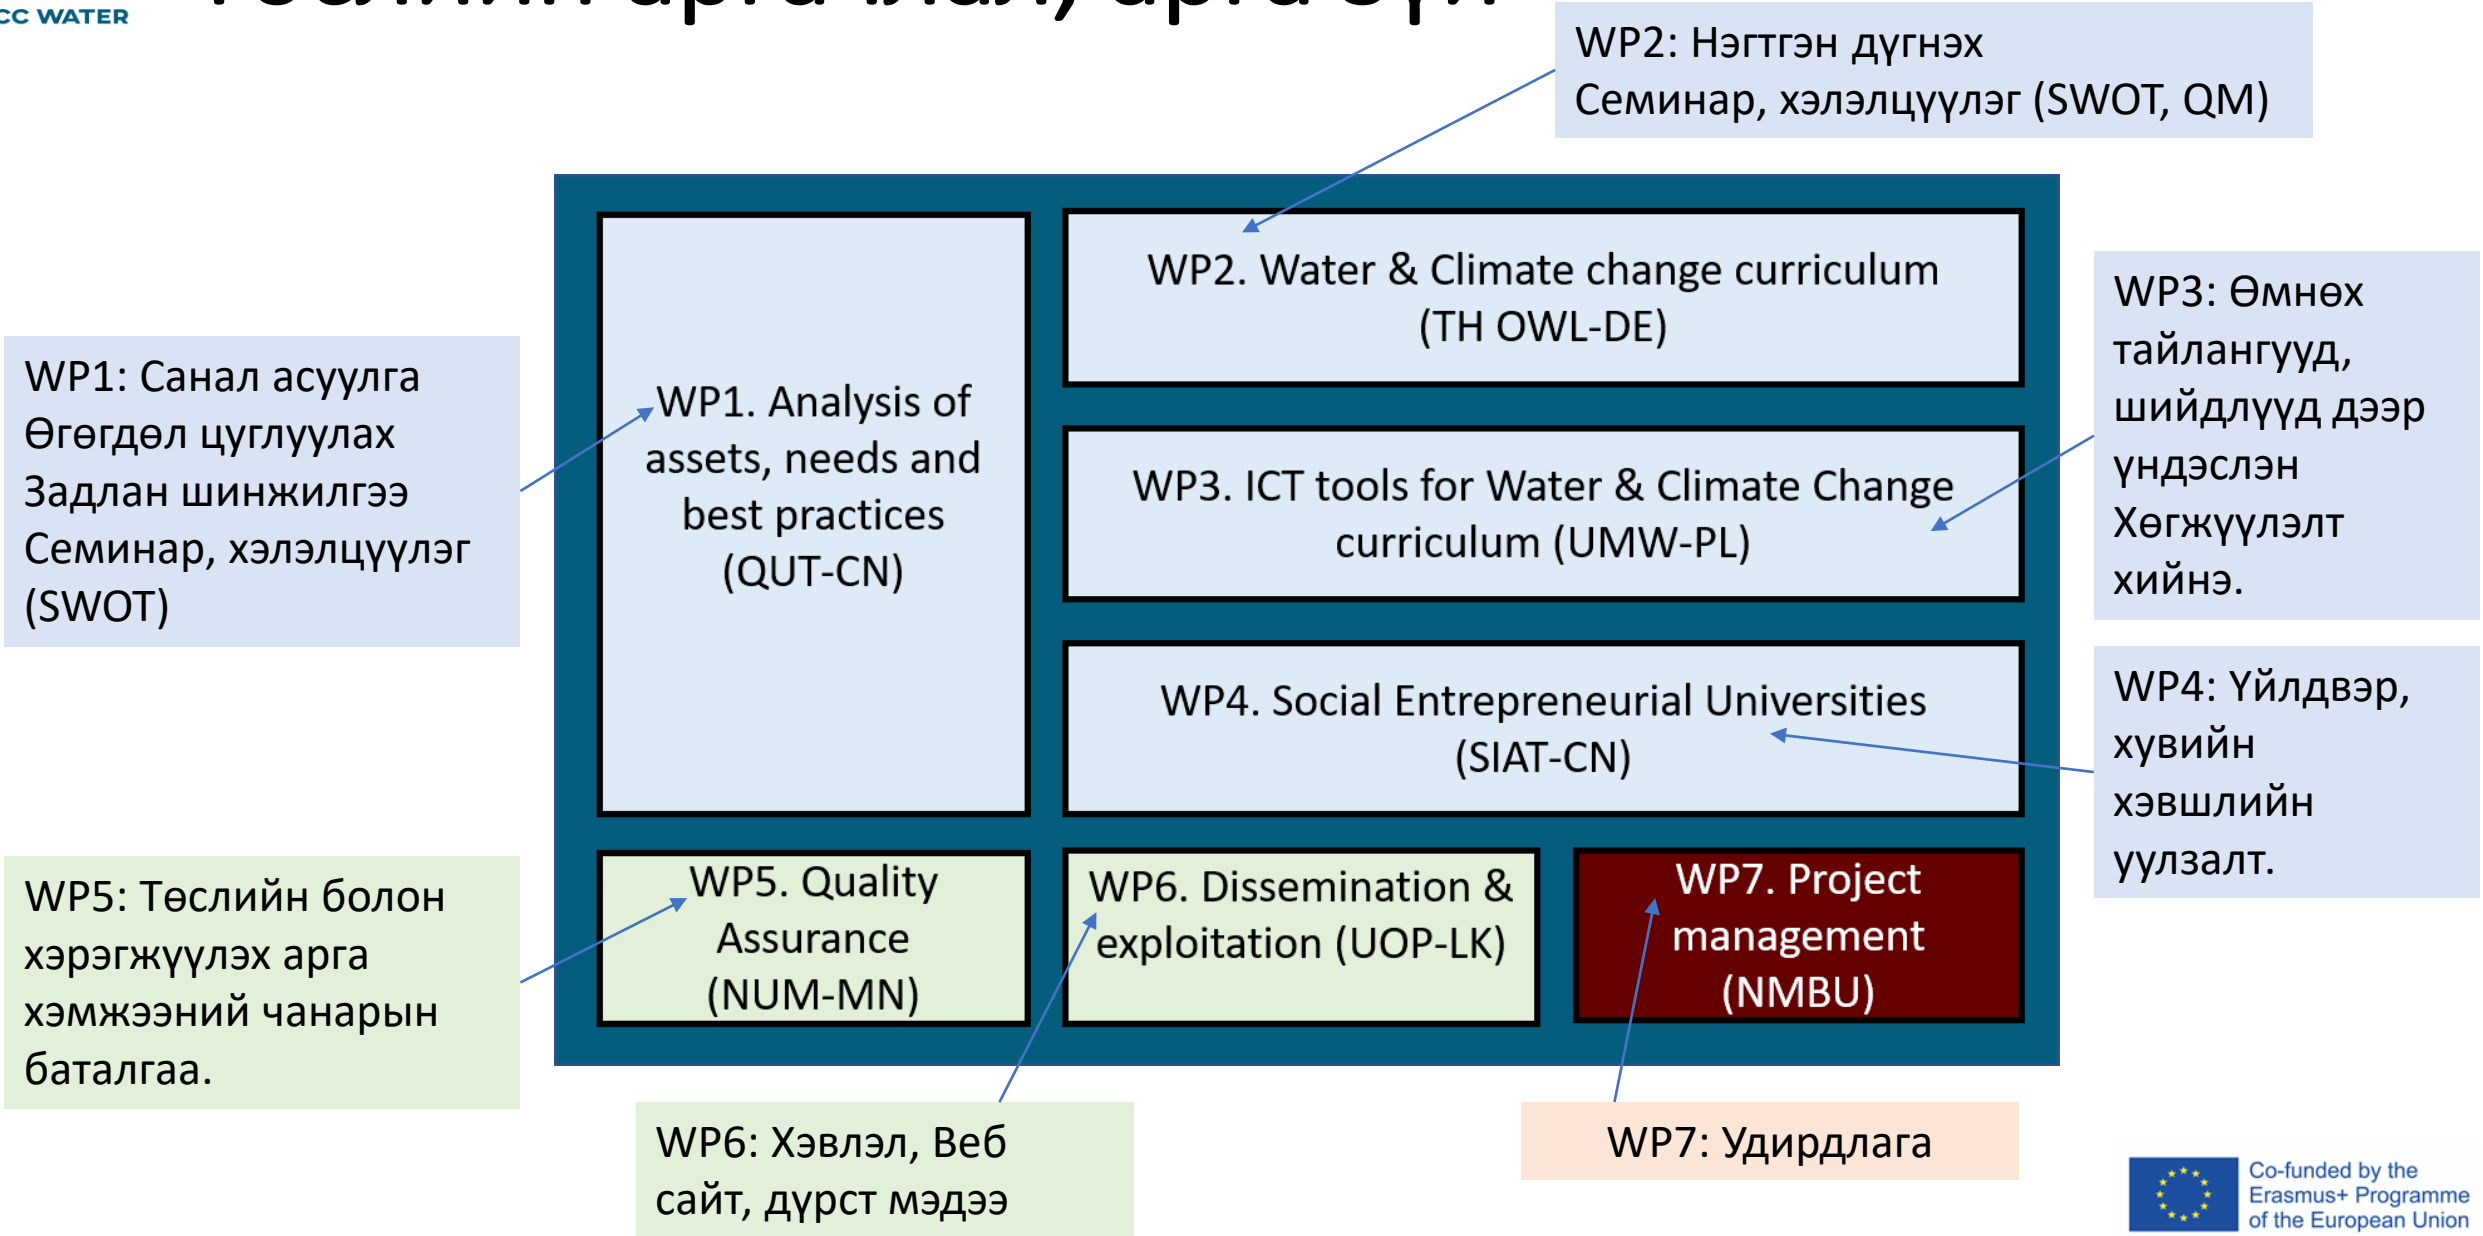 CC WATER
Төслийн аргачлал, арга зүй
WP2: Нэгтгэн дүгнэх
Семинар, хэлэлцүүлэг (SWOT, QM)
WP1: Санал асуулга
Өгөгдөл цуглуулах
Задлан шинжилгээ
Семинар, хэлэлцүүлэг
(SWOT)
WP1. Analysis of
assets, needs and
best practices
(QUT-CN)
WP2. Water & Climate change curriculum
(TH OWL-DE)
WP3. ICT tools for Water & Climate Change
curriculum (UMW-PL)
WP4. Social Entrepreneurial Universities
(SIAT-CN)
WP3: Өмнөх
тайлангууд,
шийдлүүд дээр
үндэслэн
Хөгжүүлэлт
хийнэ.
WP4: Үйлдвэр,
хувийн
хэвшлийн
уулзалт.
WP5: Төслийн болон
хэрэгжүүлэх арга
хэмжээний чанарын
баталгаа.
WP5. Quality
Assurance
(NUM-MN)
WP6. Dissemination &
exploitation (UOP-LK)
WP7. Project
management
(NMBU)
WP6: Хэвлэл, Веб
сайт, дүрст мэдээ
WP7: Удирдлага
Co-funded by the
Erasmus+ Programme
of the European Union